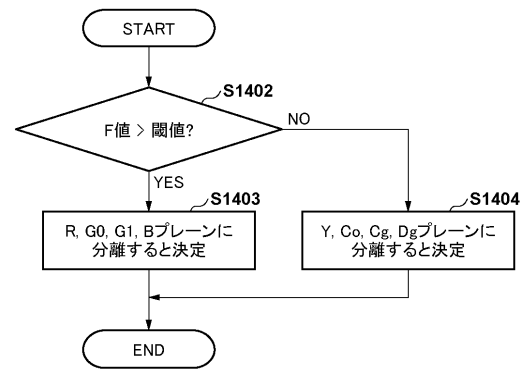 START
S1402
F値 > 閾値?
NO
YES
S1403
R, G0, G1, Bプレーンに
分離すると決定
S1404
Y, Co, Cg, Dgプレーンに
分離すると決定
END